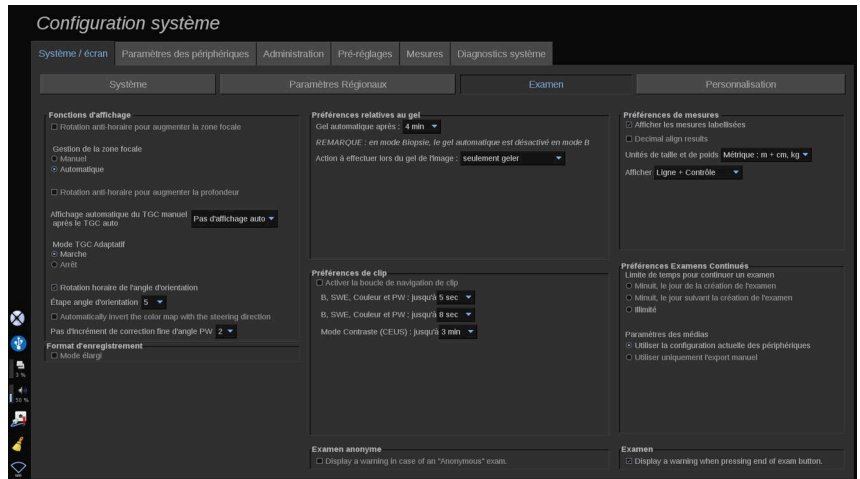 Configuration système
Système / écran
Paramètres des périphériques
Administration
Pré-réglages
Mesures
Diagnostics système
Système
Paramètres Régionaux
Examen
Personnalisation
Fonctions d'affichage
Rotation anti-horaire pour augmenter la zone focale
Gestion de la zone focale
Manuel
Automatique
Rotation anti-horaire pour augmenter la profondeur
Affichage automatique du TGC manuel
après le TGC auto
Pas d'affichage auto
Mode TGC Adaptatif
Marche
Arrêt
Rotation horaire de l'angle d'orientation
Étape angle d'orientation 5
Automatically invert the color map with the steering direction
Pas d'incrément de correction fine d'angle PW 2
Format d'enregistrement
Mode élargi
Préférences relatives au gel
Gel automatique après : 4 min
REMARQUE : en mode Biopsie, le gel automatique est désactivé en mode B
Action à effectuer lors du gel de l'image : seulement geler
Préférences de clip
Activer la boucle de navigation de clip
B, SWE, Couleur et PW : jusqu'à 5 sec
B, SWE, Couleur et PW : jusqu'à 8 sec
Mode Contraste (CEUS) : jusqu'à 3 min
Examen anonyme
Display a warning in case of an "Anonymous" exam.
Préférences de mesures
Afficher les mesures labellisées
Decimal align results
Unités de taille et de poids Métrique : m + cm, kg
Afficher Ligne + Contrôle
Préférences Examens Continués
Limite de temps pour continuer un examen
Minuit, le jour de la création de l'examen
Minuit, le jour suivant la création de l'examen
Illimité
Paramètres des médias
Utiliser la configuration actuelle des périphériques
Utiliser uniquement l'export manuel
Examen
Display a warning when pressing end of exam button.
3 %
50 %